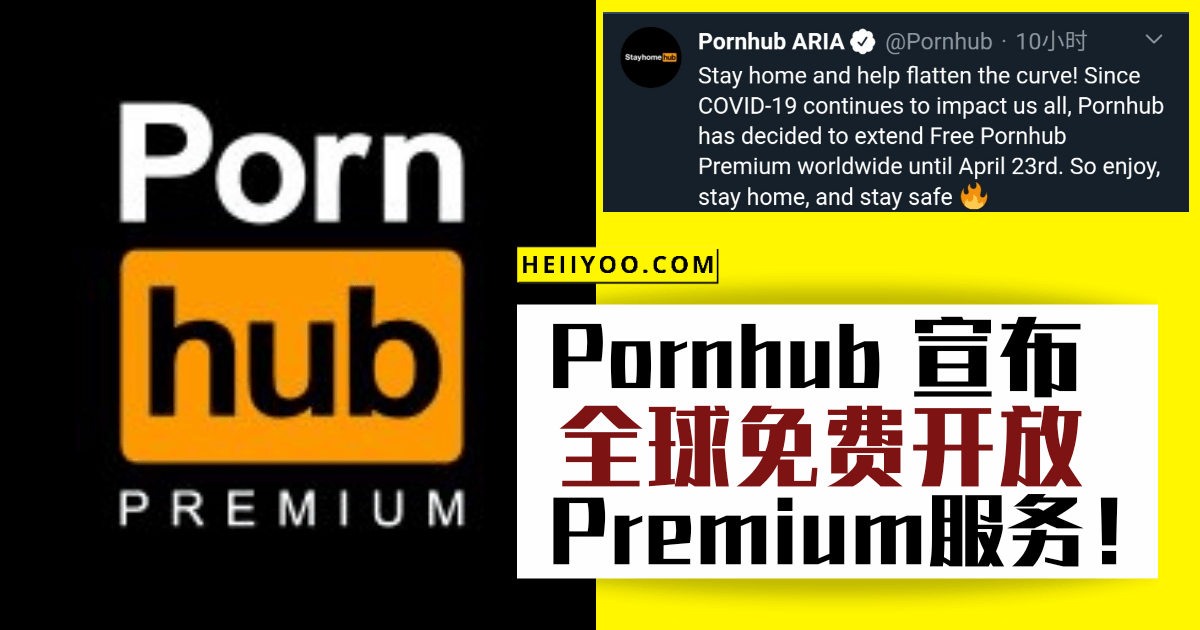 Porn
hub
PREMIUM
Stayhomehub
Pornhub ARIA @Pornhub · 10小时
Stay home and help flatten the curve! Since
COVID-19 continues to impact us all, Pornhub
has decided to extend Free Pornhub
Premium worldwide until April 23rd. So enjoy,
stay home, and stay safe 🔥
HEIIYOO.COM
Pornhub 宣布
全球免费开放
Premium服务!